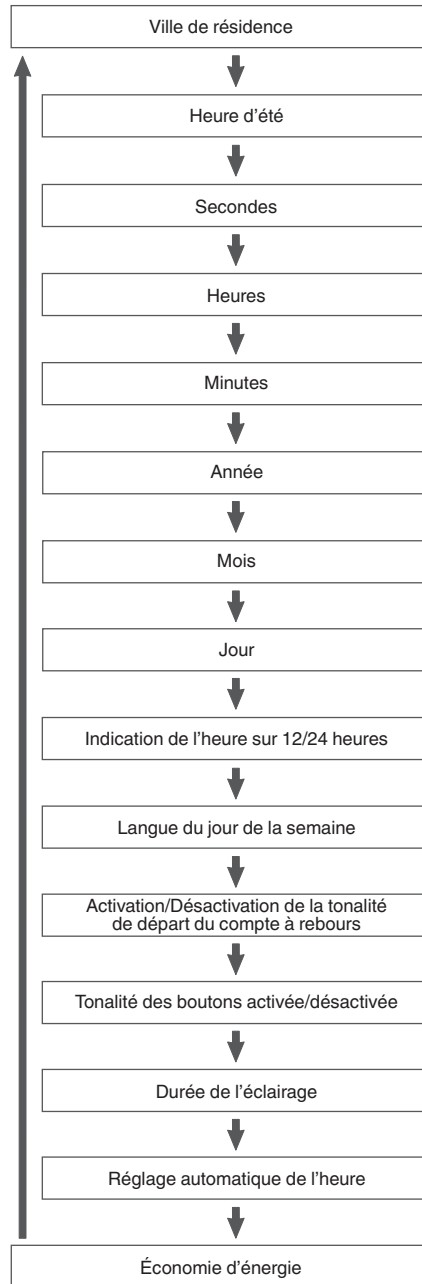 Ville de résidence
Heure d’été
Secondes
Heures
Minutes
Année
Mois
Jour
Indication de l’heure sur 12/24 heures
Langue du jour de la semaine
Activation/Désactivation de la tonalité
de départ du compte à rebours
Tonalité des boutons activée/désactivée
Durée de l’éclairage
Réglage automatique de l’heure
Économie d’énergie